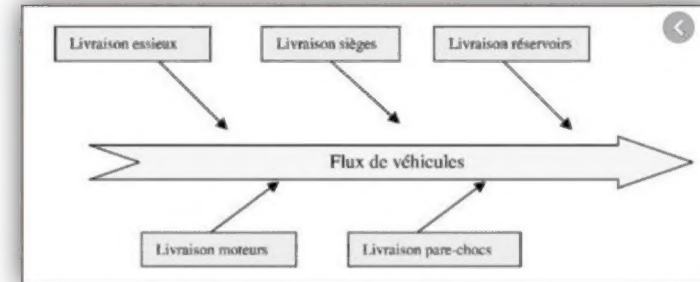 Livraison essieux
Livraison sièges
Livraison réservoirs
Flux de véhicules
Livraison moteurs
Livraison pare-chocs